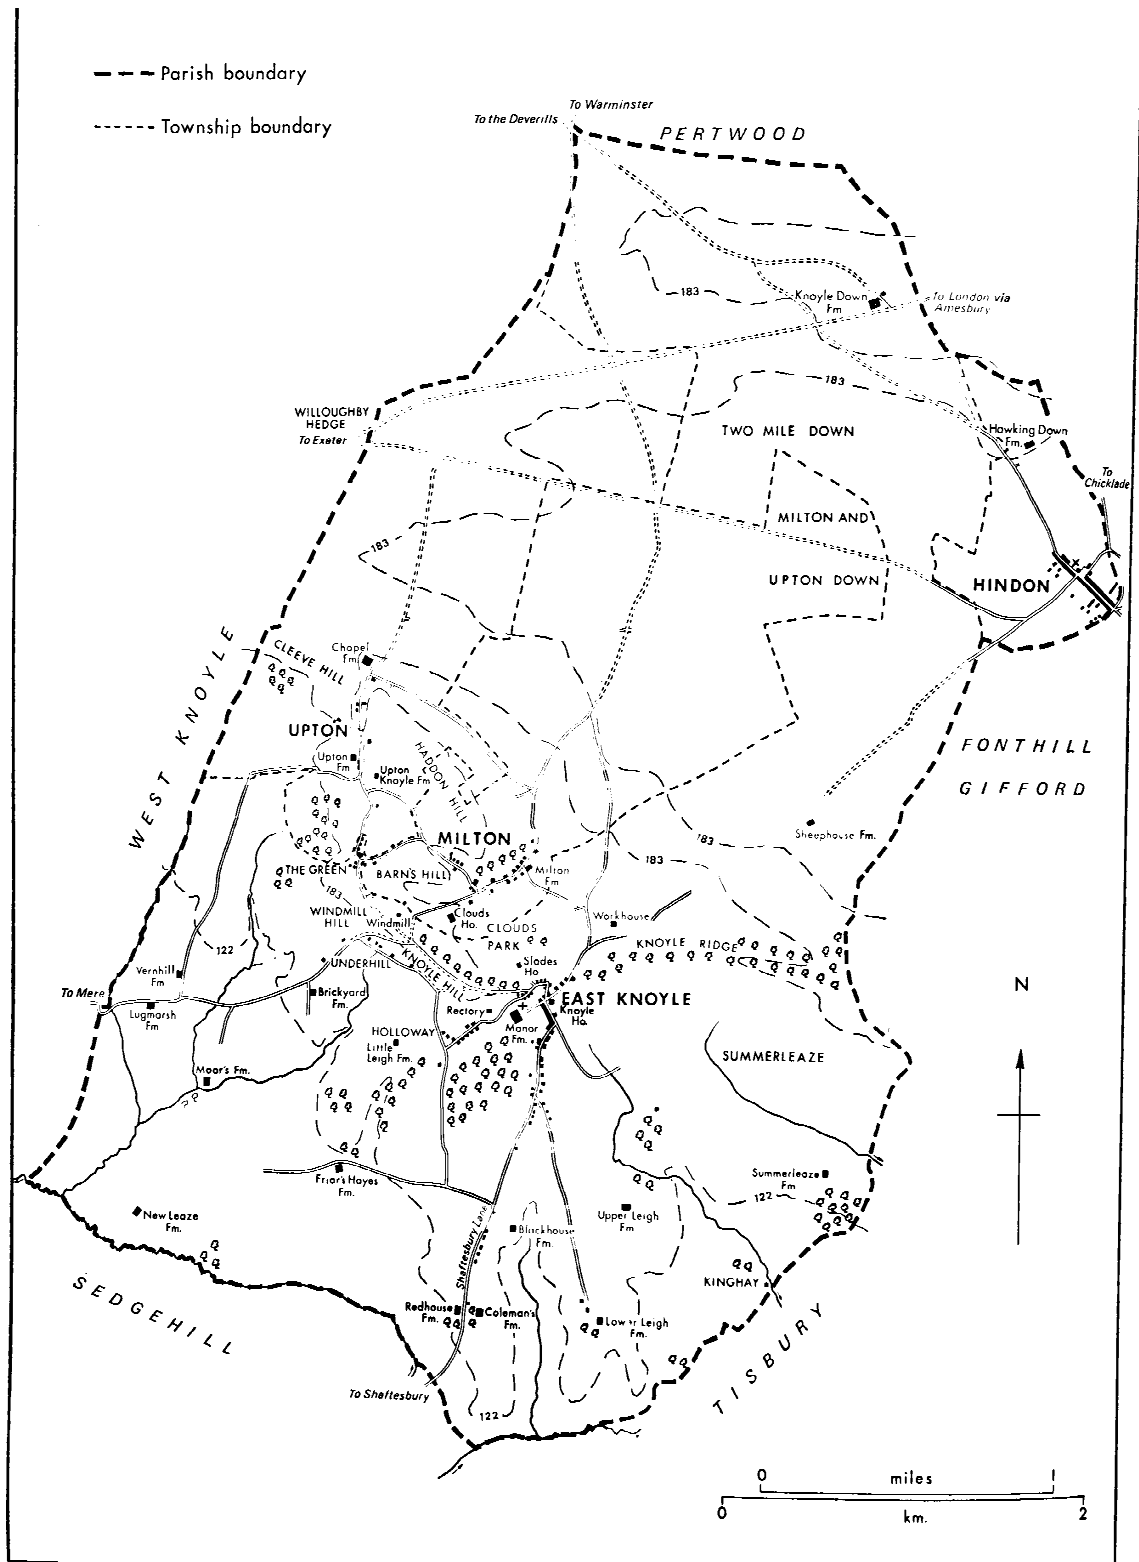 Parish boundary
Township boundary
To Warminster
To the Deverills
PERTWOOD
183
Knoyle Down
Fm
To London via
Amesbury
183
WILLOUGHBY
HEDGE
To Exeter
TWO MILE DOWN
Hawking Down
Fm.
To
Chicklade
MILTON AND
183
UPTON DOWN
HINDON
WEST KNOYLE
CLEEVE HILL
Chapel
Fm.
UPTON
FONTHILL
GIFFORD
Upton
Fm
Upton
Knoyle Fm
HADDON HILL
MILTON
Sheephouse Fm.
183
183
THE GREEN
BARN'S HILL
Milton
Fm
183
WINDMILL
HILL
Windmill
Clouds
Ho.
CLOUDS
PARK
Workhouse
KNOYLE RIDGE
122
UNDERHILL
KNOYLE HILL
Slades
Ho
Vernhill
Fm
To Mere
Brickyard
Fm.
EAST KNOYLE
Lugmarsh
Fm
Rectory
Knoyle
Ho.
HOLLOWAY
Manor
Fm.
Little
Leigh Fm.
SUMMERLEAZE
N
Moor's Fm.
Friar's Hayes
Fm.
Summerleaze
Fm
122
New Leaze
Fm.
Shaftesbury Lane
Blackhouse
Fm.
Upper Leigh
Fm
KINGHAY
SEDGEHILL
Redhouse
Fm.
Coleman's
Fm.
Lower Leigh
Fm.
TISBURY
To Shaftesbury
122
0 miles 1
0 km. 2